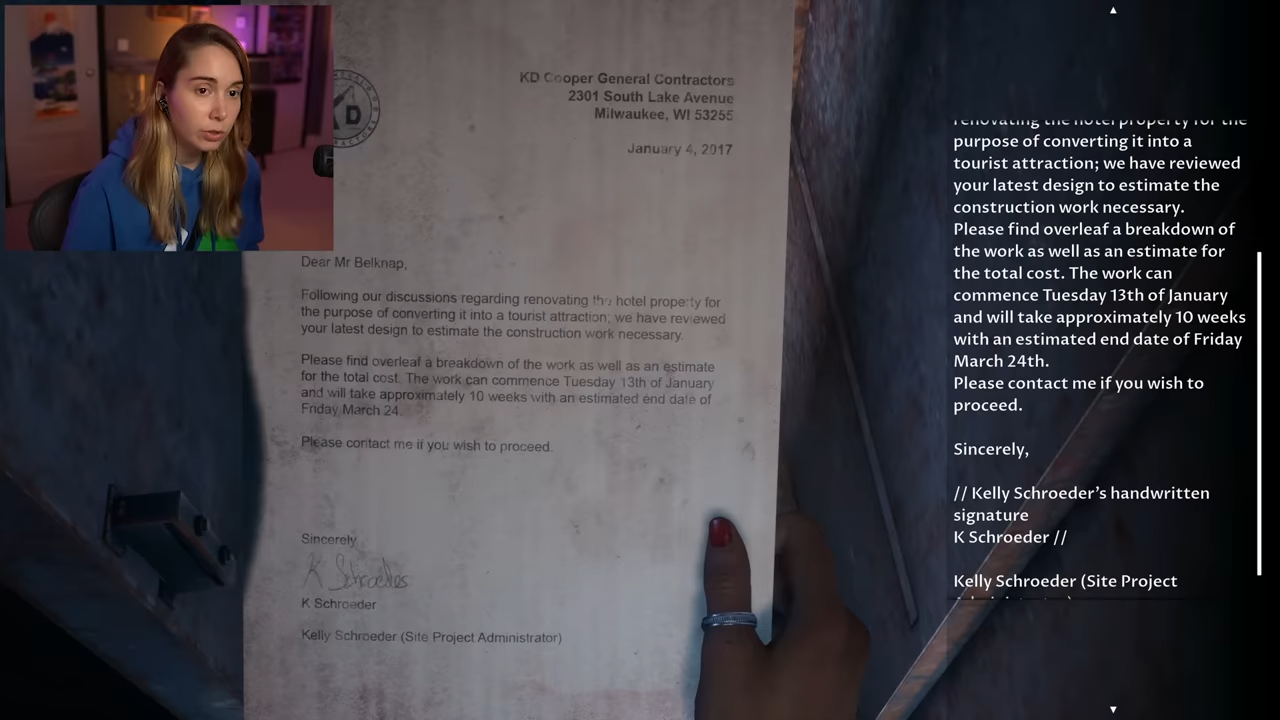 KD Cooper General Contractors
2301 South Lake Avenue
Milwaukee, WI 53255
January 4, 2017
KD
Dear Mr Belknap,
Following our discussions regarding renovating the hotel property for
the purpose of converting it into a tourist attraction; we have reviewed
your latest design to estimate the construction work necessary.
Please find overleaf a breakdown of the work as well as an estimate
for the total cost. The work can commence Tuesday 13th of January
and will take approximately 10 weeks with an estimated end date of
Friday March 24.
Please contact me if you wish to proceed.
Sincerely,
K Schroeder
K Schroeder
Kelly Schroeder (Site Project Administrator)
renovating the hotel property for the
purpose of converting it into a
tourist attraction; we have reviewed
your latest design to estimate the
construction work necessary.
Please find overleaf a breakdown of
the work as well as an estimate for
the total cost. The work can
commence Tuesday 13th of January
and will take approximately 10 weeks
with an estimated end date of Friday
March 24th.
Please contact me if you wish to
proceed.
Sincerely,
// Kelly Schroeder's handwritten
signature
K Schroeder //
Kelly Schroeder (Site Project